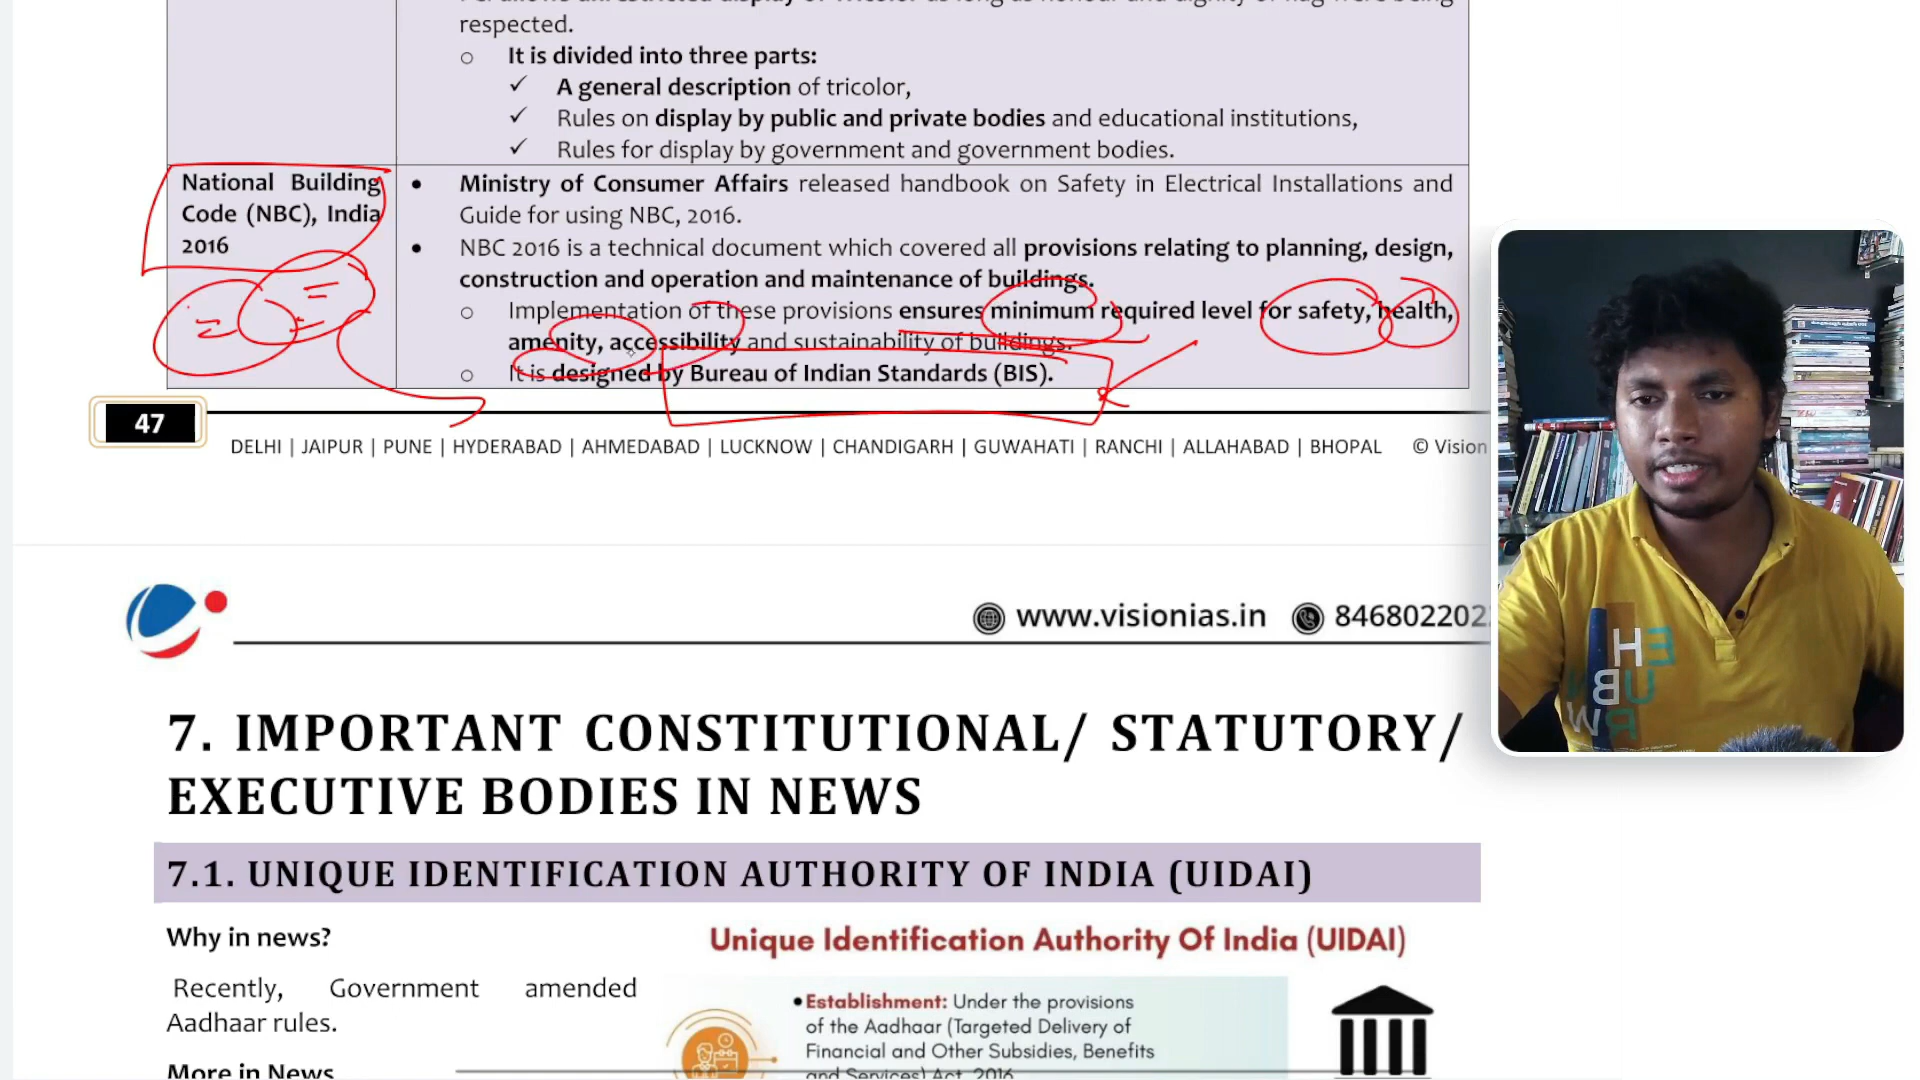 respected.
o It is divided into three parts:
✓ A general description of tricolor,
✓ Rules on display by public and private bodies and educational institutions,
✓ Rules for display by government and government bodies.
National Building
Code (NBC), India
2016
• Ministry of Consumer Affairs released handbook on Safety in Electrical Installations and
Guide for using NBC, 2016.
• NBC 2016 is a technical document which covered all provisions relating to planning, design,
construction and operation and maintenance of buildings.
o Implementation of these provisions ensures minimum required level for safety, health,
amenity, accessibility and sustainability of buildings.
o It is designed by Bureau of Indian Standards (BIS).
47
DELHI | JAIPUR | PUNE | HYDERABAD | AHMEDABAD | LUCKNOW | CHANDIGARH | GUWAHATI | RANCHI | ALLAHABAD | BHOPAL © Vision
www.visionias.in 846802202
7. IMPORTANT CONSTITUTIONAL/ STATUTORY/
EXECUTIVE BODIES IN NEWS
7.1. UNIQUE IDENTIFICATION AUTHORITY OF INDIA (UIDAI)
Why in news?
Recently, Government amended
Aadhaar rules.
More in News
Unique Identification Authority Of India (UIDAI)
• Establishment: Under the provisions
of the Aadhaar (Targeted Delivery of
Financial and Other Subsidies, Benefits
and Services) Act, 2016